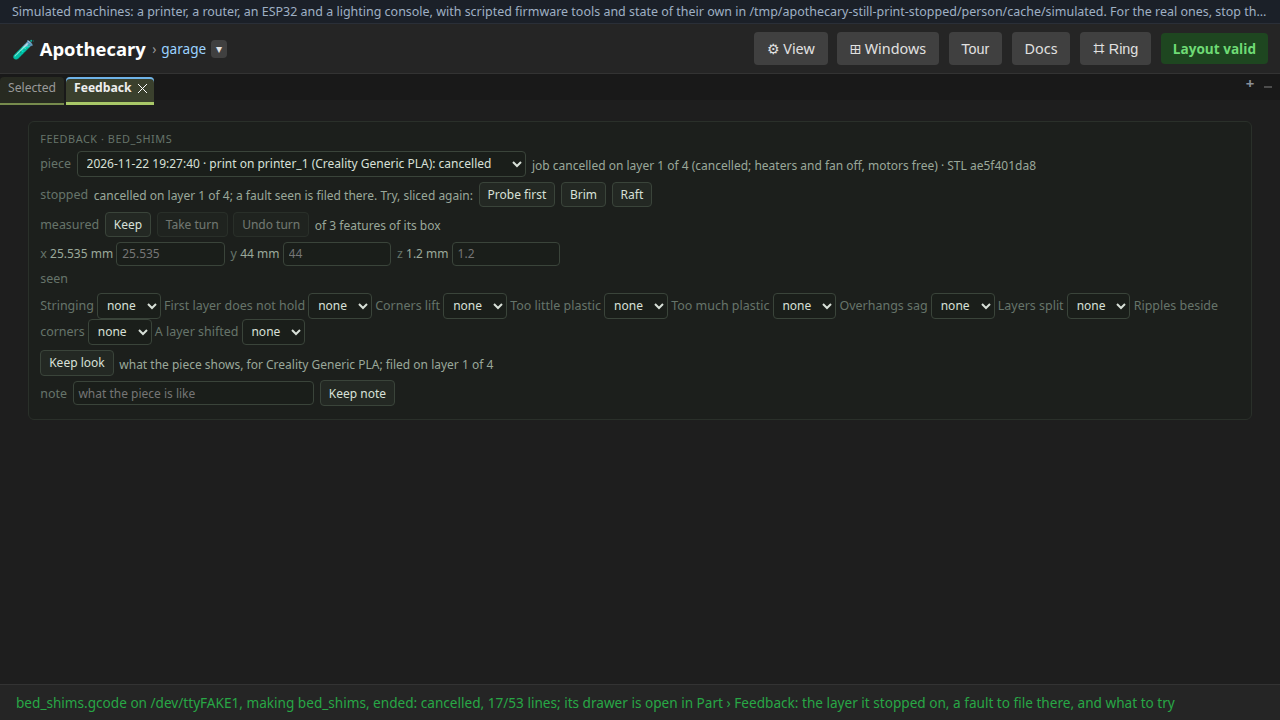 Simulated machines: a printer, a router, an ESP32 and a lighting console, with scripted firmware tools and state of their own in /tmp/apothecary-still-print-stopped/person/cache/simulated. For the real ones, stop th...
Apothecary › garage ▾
⚙ View
⊞ Windows
Tour
Docs
Ring
Layout valid
Selected
Feedback
FEEDBACK · BED_SHIMS
piece 2026-11-22 19:27:40 · print on printer_1 (Creality Generic PLA): cancelled job cancelled on layer 1 of 4 (cancelled; heaters and fan off, motors free) · STL ae5f401da8
stopped cancelled on layer 1 of 4; a fault seen is filed there. Try, sliced again: Probe first Brim Raft
measured Keep Take turn Undo turn of 3 features of its box
x 25.535 mm 25.535 y 44 mm 44 z 1.2 mm 1.2
seen
Stringing none First layer does not hold none Corners lift none Too little plastic none Too much plastic none Overhangs sag none Layers split none Ripples beside
corners none A layer shifted none
Keep look what the piece shows, for Creality Generic PLA; filed on layer 1 of 4
note what the piece is like Keep note
bed_shims.gcode on /dev/ttyFAKE1, making bed_shims, ended: cancelled, 17/53 lines; its drawer is open in Part › Feedback: the layer it stopped on, a fault to file there, and what to try